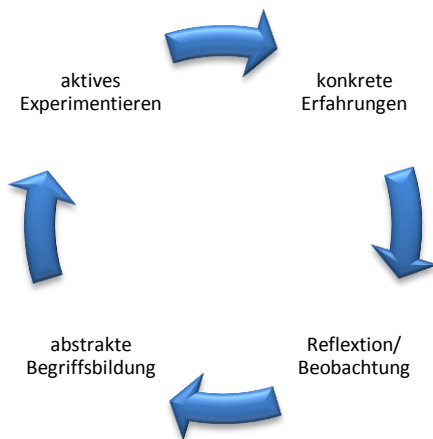 aktives
Experimentieren
konkrete
Erfahrungen
abstrakte
Begriffsbildung
Reflextion/
Beobachtung